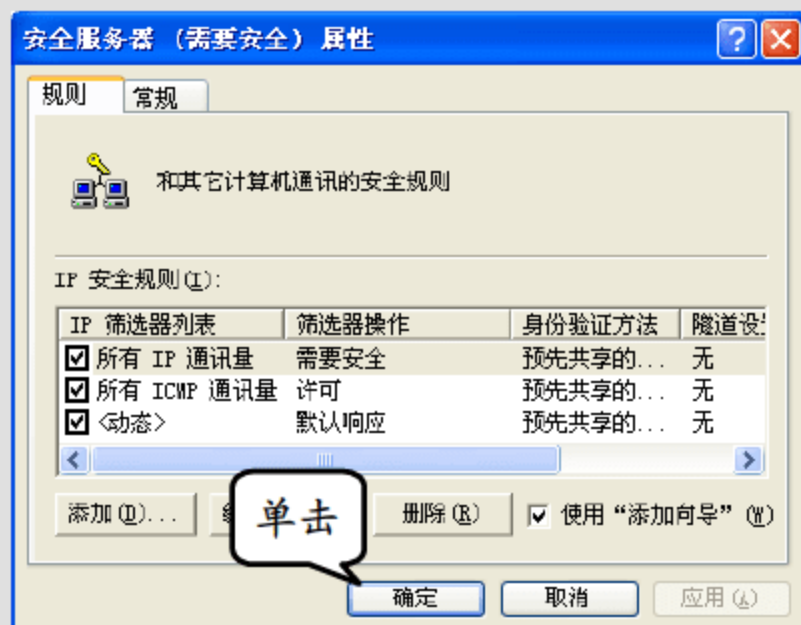 安全服务器 (需要安全) 属性
规则 常规
和其它计算机通讯的安全规则
IP 安全规则(I):
IP 筛选器列表 筛选器操作 身份验证方法 隧道设
所有 IP 通讯量 需要安全 预先共享的... 无
所有 ICMP 通讯量 许可 预先共享的... 无
<动态> 默认响应 预先共享的... 无
添加(D)... 删除(R) 使用“添加向导”(W)
单击
确定 取消 应用(A)